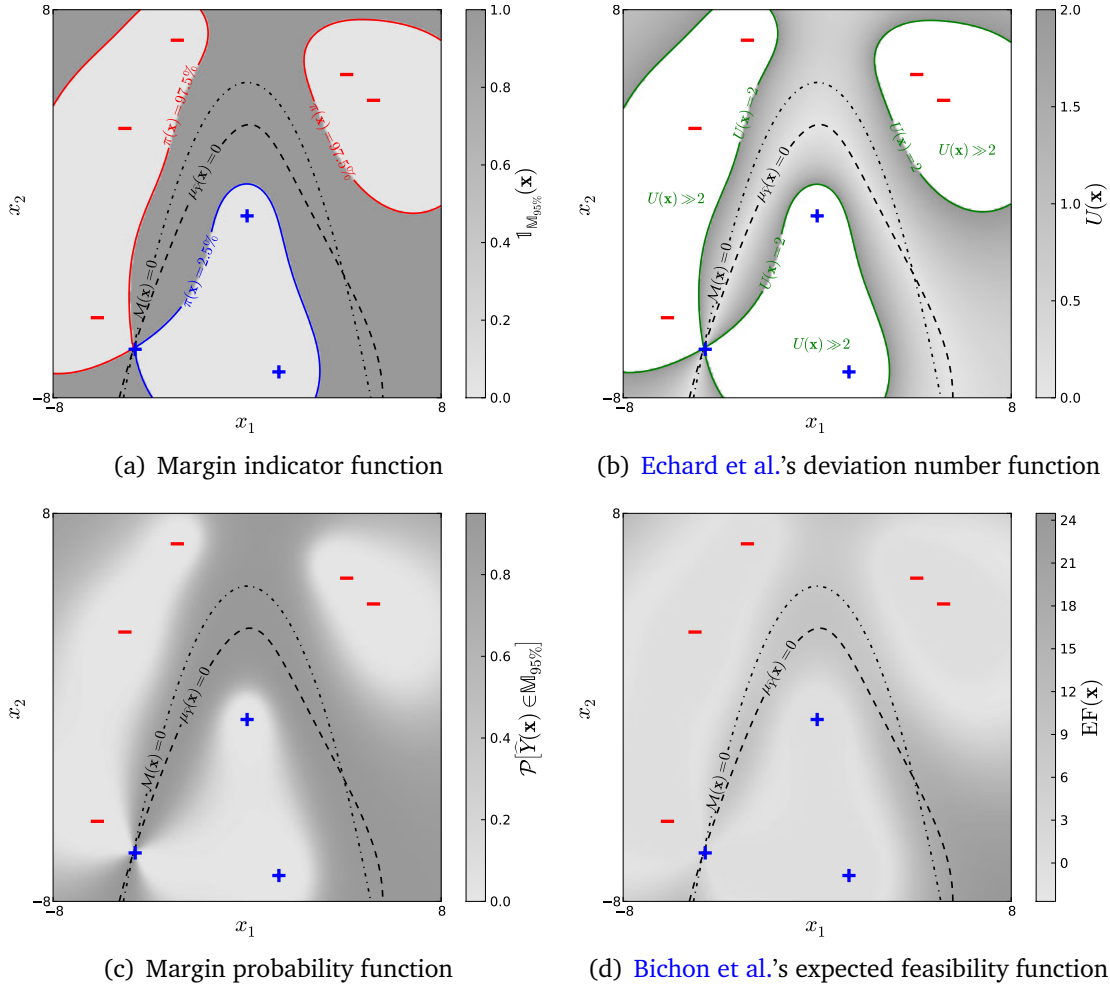 8
x₂
−8
−8
8
x₁
π(x)=97.5%
π(x)=97.5%
π(x)=2.5%
μ_Ŷ(x)=0
M(x)=0
1.0
0.8
0.6
0.4
0.2
0.0
𝟙_𝕄95%(x)
(a) Margin indicator function
8
x₂
−8
−8
8
x₁
U(x)=2
U(x)=2
U(x)=2
U(x)≫2
U(x)≫2
U(x)≫2
μ_Ŷ(x)=0
M(x)=0
2.0
1.5
1.0
0.5
0.0
U(x)
(b) Echard et al.'s deviation number function
8
x₂
−8
−8
8
x₁
μ_Ŷ(x)=0
M(x)=0
0.8
0.6
0.4
0.2
0.0
𝒫[Ŷ(x) ∈ 𝕄95%]
(c) Margin probability function
8
x₂
−8
−8
8
x₁
μ_Ŷ(x)=0
M(x)=0
24
21
18
15
12
9
6
3
0
EF(x)
(d) Bichon et al.'s expected feasibility function